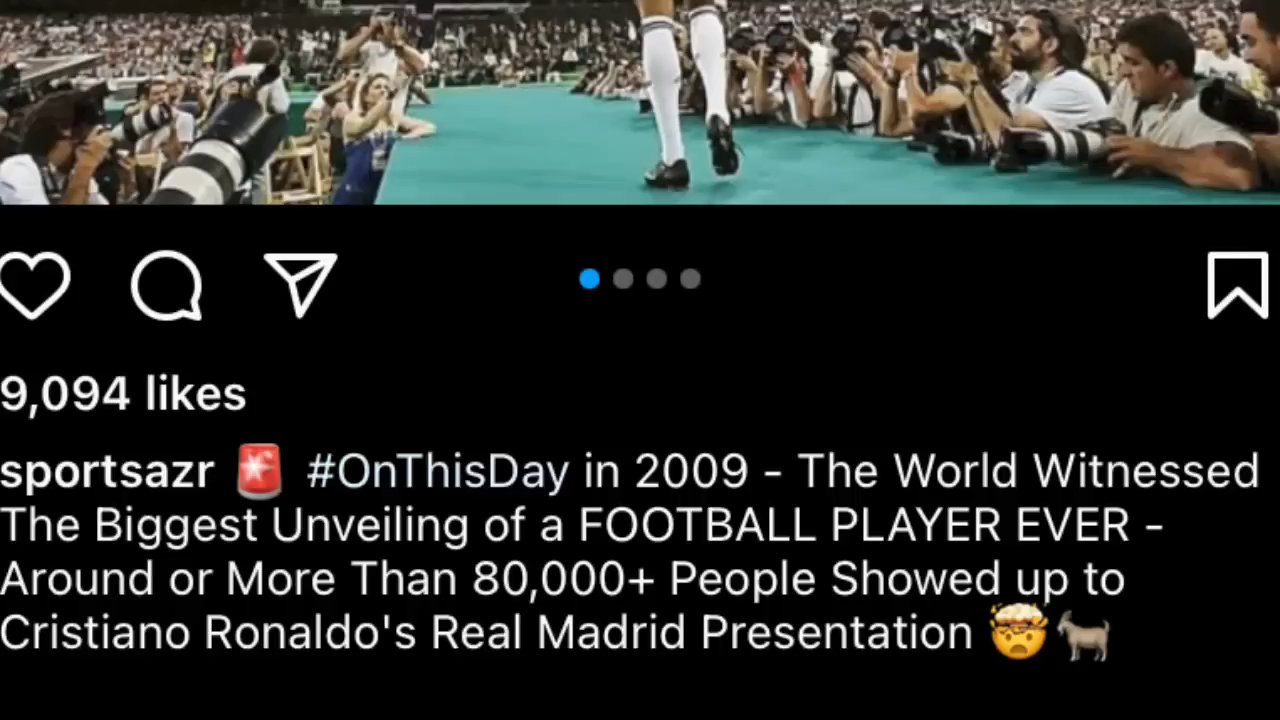 9,094 likes
sportsazr 🚨 #OnThisDay in 2009 - The World Witnessed
The Biggest Unveiling of a FOOTBALL PLAYER EVER -
Around or More Than 80,000+ People Showed up to
Cristiano Ronaldo's Real Madrid Presentation 🤯🐐